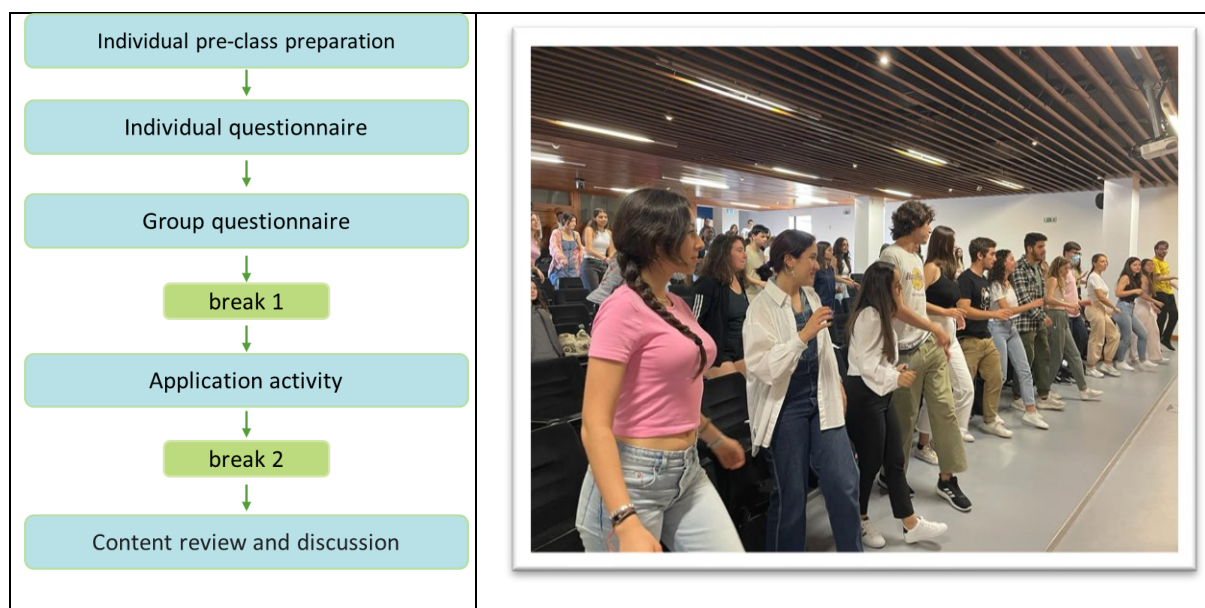 Individual pre-class preparation
Individual questionnaire
Group questionnaire
break 1
Application activity
break 2
Content review and discussion